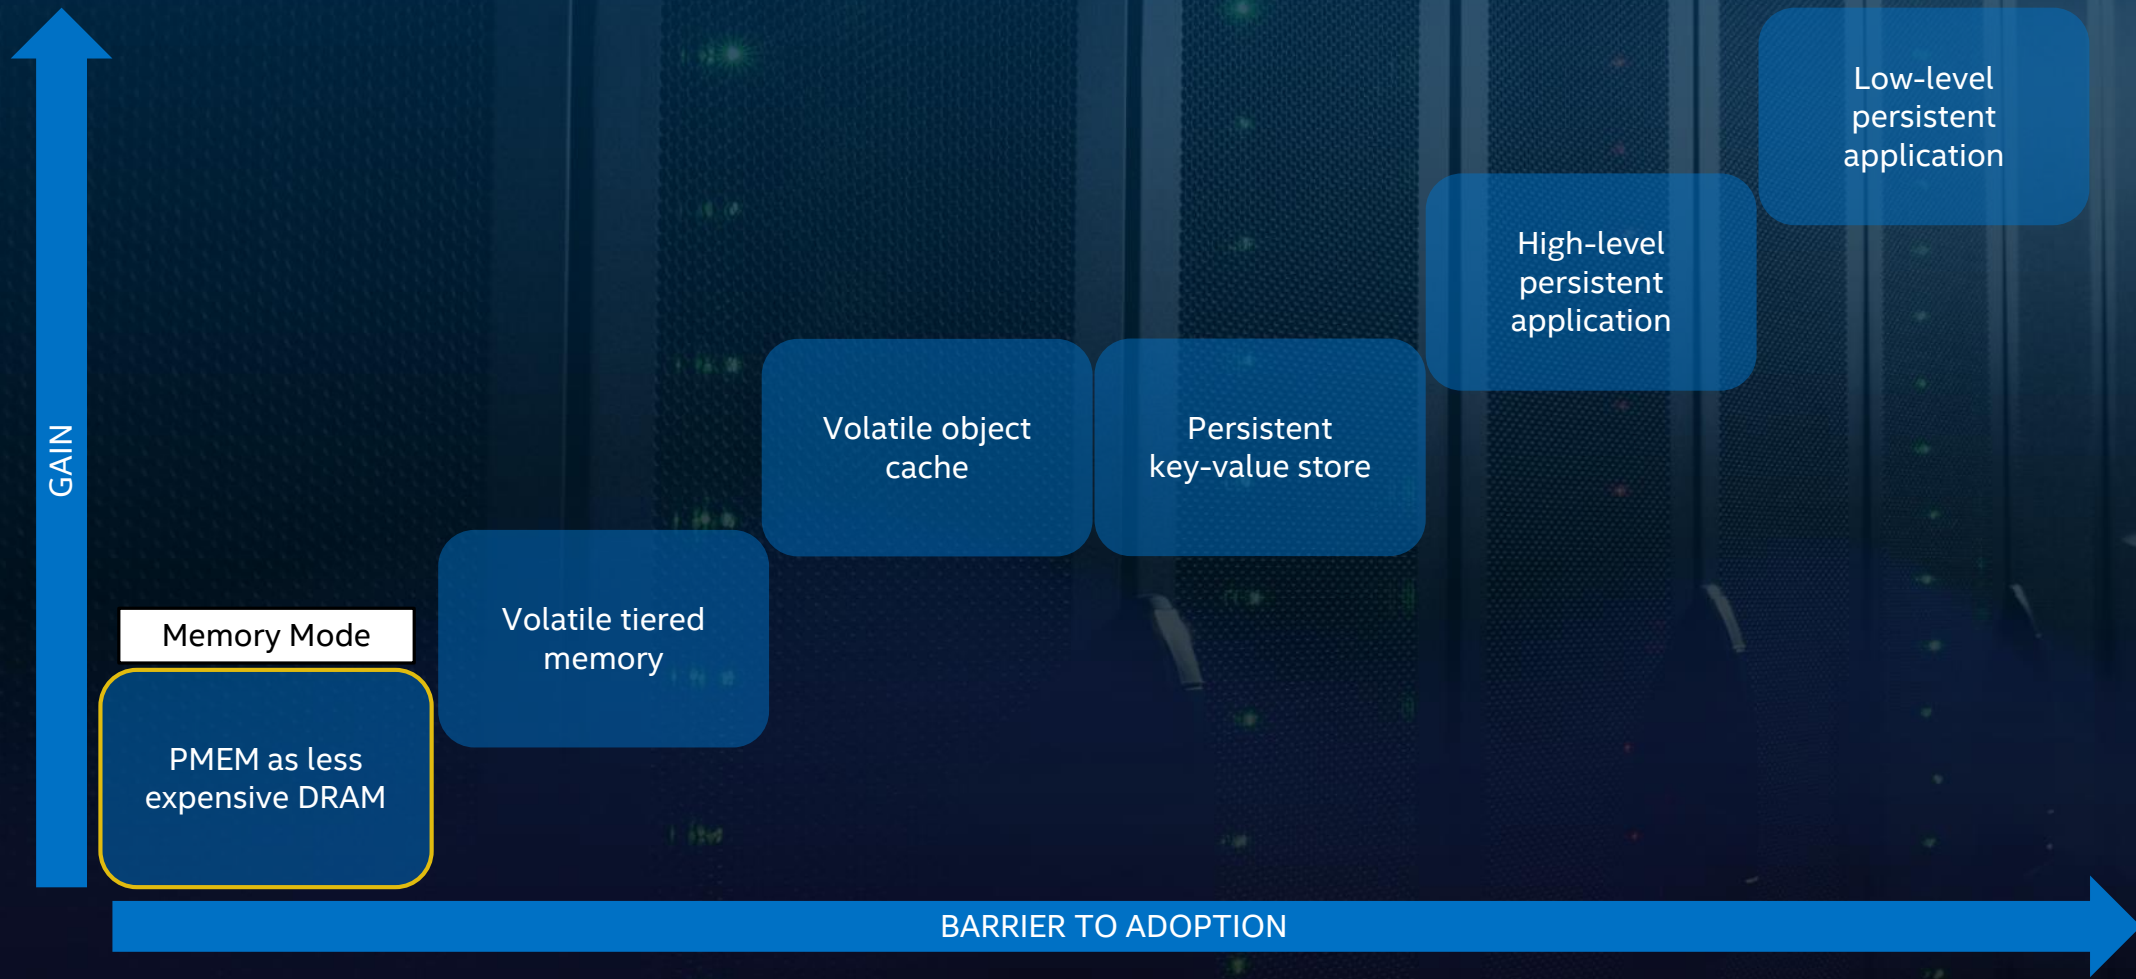 Low-level
persistent
application
High-level
persistent
application
Volatile object
cache
Persistent
key-value store
GAIN
Volatile tiered
memory
Memory Mode
PMEM as less
expensive DRAM
BARRIER TO ADOPTION